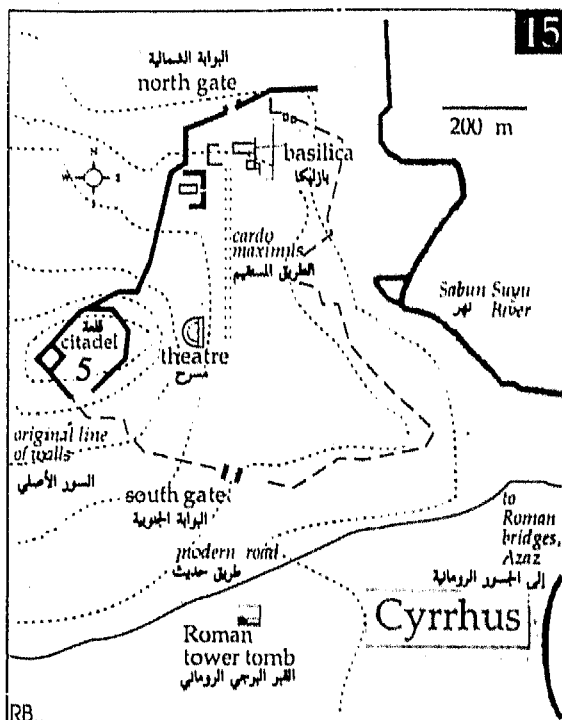 15
البوابة الشمالية
north gate
200 m
N
basilica
بازليكا
cardo
maximus
الطريق المستقيم
Sabun Suyu
نهر River
قلعة
citadel
5
theatre
مسرح
original line
of walls
السور الأصلي
south gate
البوابة الجنوبية
to
Roman
bridges,
Azaz
إلى الجسور الرومانية
modern road
طريق حديث
Cyrrhus
Roman
tower tomb
القبر البرجي الروماني
RB